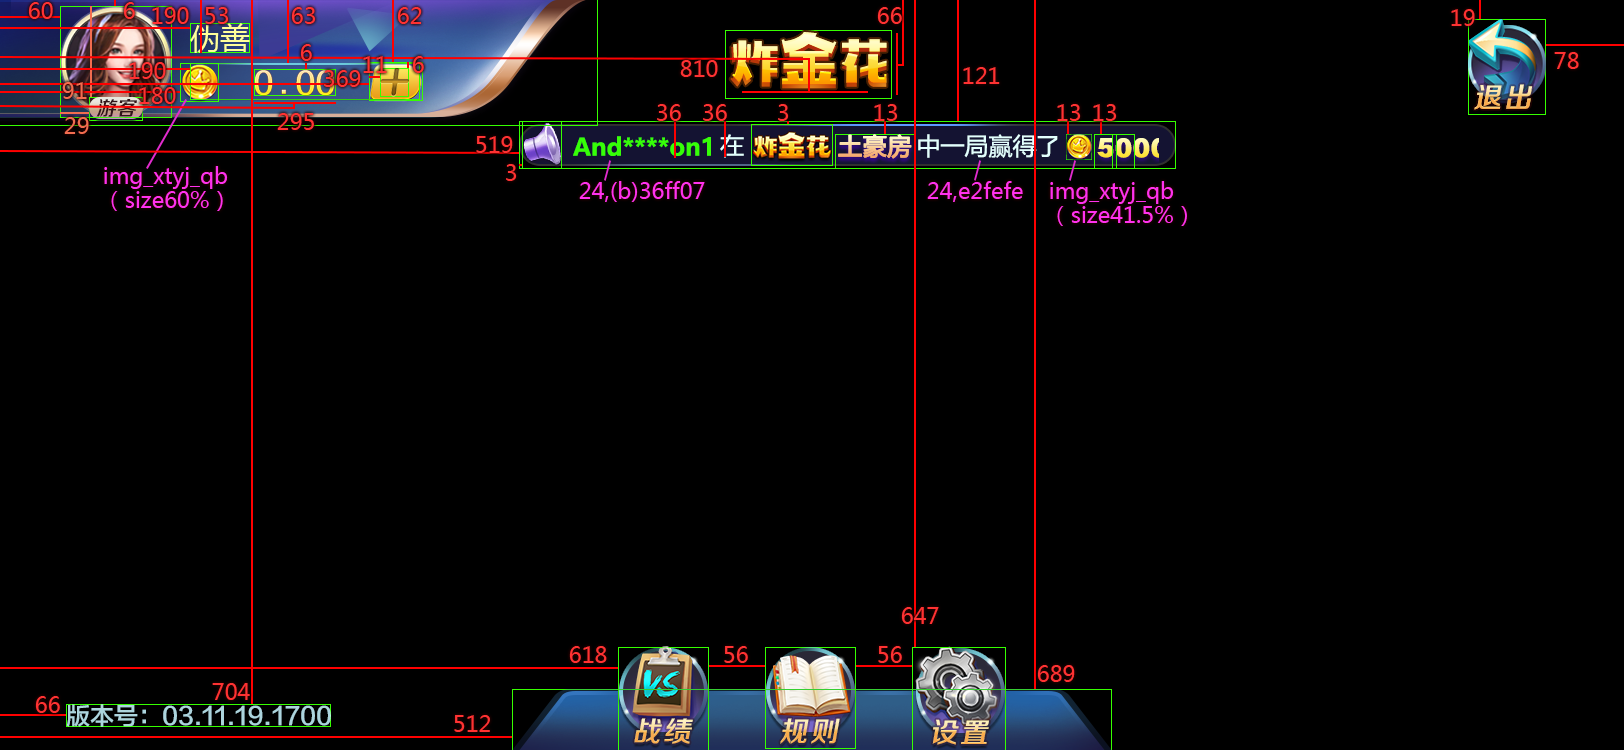 60
6
190
53
63
62
66
19
伪善
炸金花
6
11
6
810
121
78
190
369
0.00
91
180
游客
29
295
退出
36
36
3
13
13
13
519
And****on1 在 炸金花 土豪房 中一局赢得了 5000
3
img_xtyj_qb
（size60%）
24,(b)36ff07
24,e2fefe
img_xtyj_qb
（size41.5%）
647
618
56
56
689
704
66
版本号：03.11.19.1700
512
VS
战绩
规则
设置